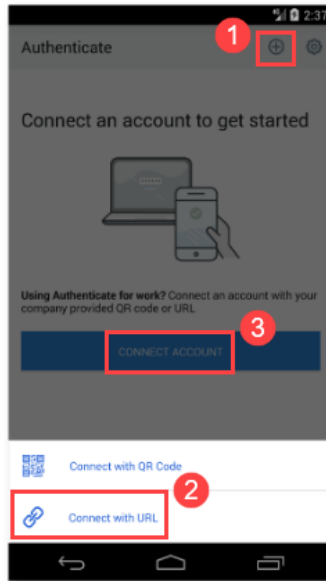 2:37
1
Authenticate
Connect an account to get started
Using Authenticate for work? Connect an account with your
company provided QR code or URL
3
CONNECT ACCOUNT
Connect with QR Code
2
Connect with URL